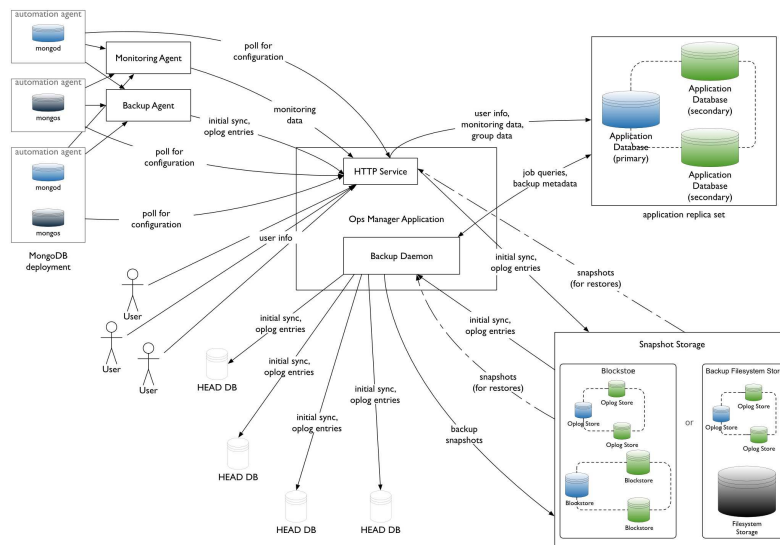 automation agent
mongod
automation agent
mongos
automation agent
mongod
mongos
MongoDB
deployment
Monitoring Agent
Backup Agent
poll for
configuration
monitoring
data
initial sync,
oplog entries
poll for
configuration
poll for
configuration
HTTP Service
Ops Manager Application
Backup Daemon
user info,
monitoring data,
group data
job queries,
backup metadata
Application
Database
(primary)
Application
Database
(secondary)
Application
Database
(secondary)
application replica set
user info
User
User
User
initial sync,
oplog entries
HEAD DB
initial sync,
oplog entries
HEAD DB
initial sync,
oplog entries
HEAD DB
initial sync,
oplog entries
HEAD DB
initial sync,
oplog entries
snapshots
(for restores)
initial sync,
oplog entries
snapshots
(for restores)
backup
snapshots
Snapshot Storage
Blockstoe
Oplog Store
Oplog Store
Oplog Store
Blockstore
Blockstore
Blockstore
or
Backup Filesystem Stor
Oplog Store
Oplog Store
Oplog Store
Filesystem
Storage